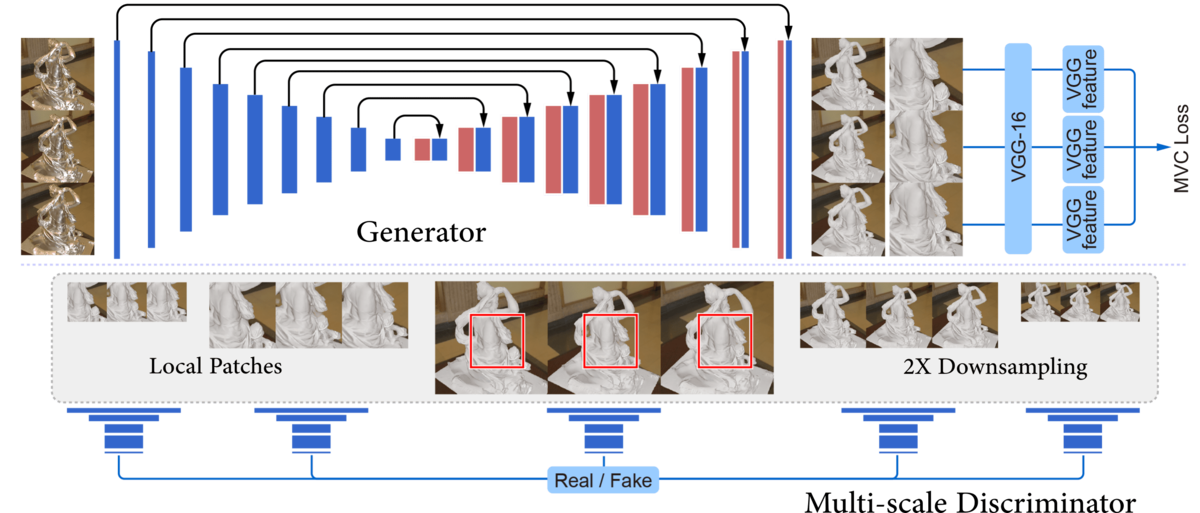 Generator
VGG-16
VGG
feature
VGG
feature
VGG
feature
MVC Loss
Local Patches
2X Downsampling
Real / Fake
Multi-scale Discriminator